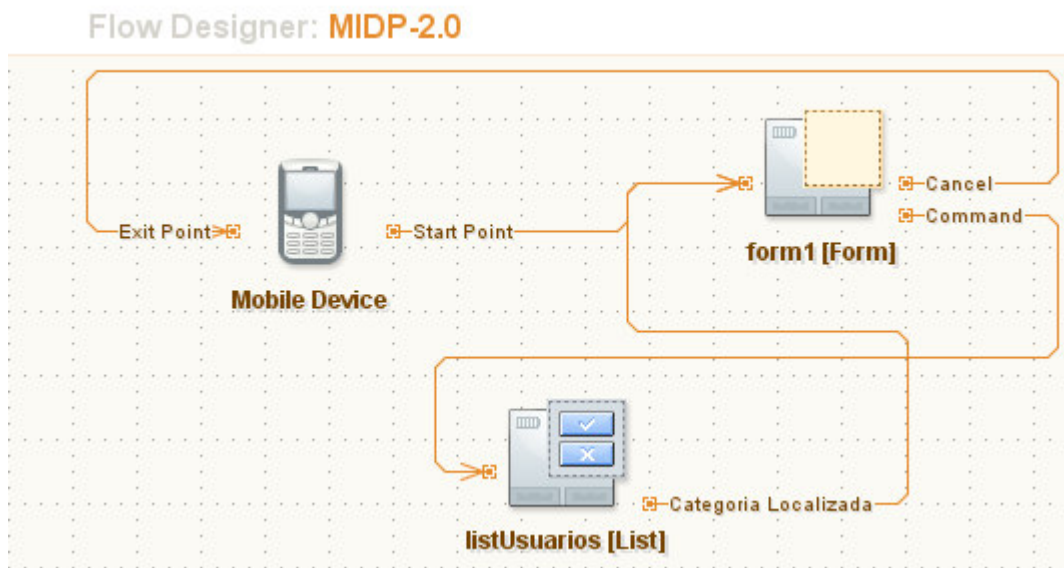 Flow Designer: MIDP-2.0
Cancel
Command
Exit Point
Start Point
form1 [Form]
Mobile Device
Categoria Localizada
listUsuarios [List]